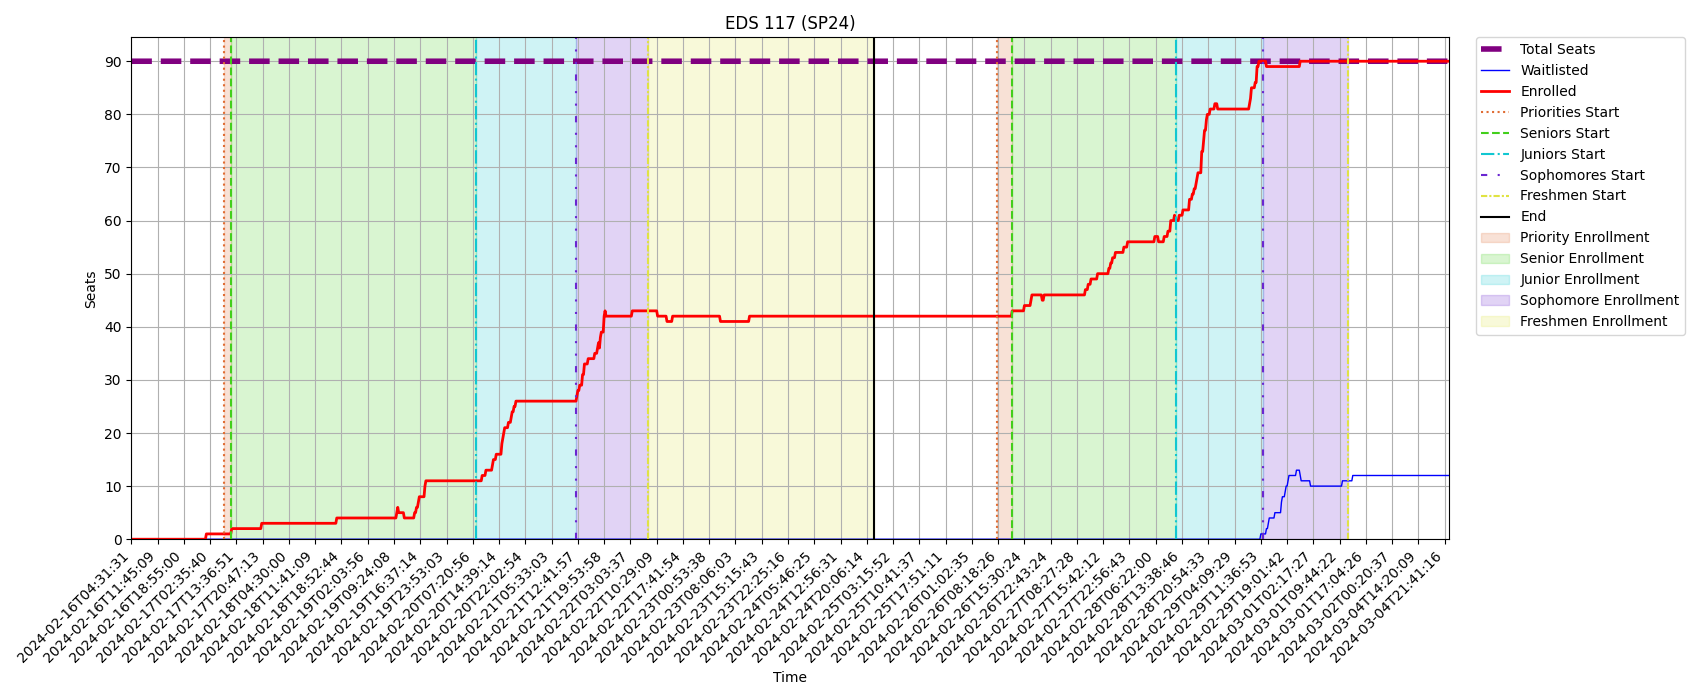 EDS 117 (SP24)
Seats
90
80
70
60
50
40
30
20
10
0
2024-02-16T04:31:31
2024-02-16T11:45:09
2024-02-16T18:55:00
2024-02-17T02:35:40
2024-02-17T13:36:51
2024-02-17T20:47:13
2024-02-18T04:30:00
2024-02-18T11:41:09
2024-02-18T18:52:44
2024-02-19T02:03:56
2024-02-19T09:24:08
2024-02-19T16:37:14
2024-02-19T23:53:03
2024-02-20T07:20:56
2024-02-20T14:39:14
2024-02-20T22:02:54
2024-02-21T05:33:03
2024-02-21T12:41:57
2024-02-21T19:53:58
2024-02-22T03:03:37
2024-02-22T10:29:09
2024-02-22T17:41:54
2024-02-23T00:53:38
2024-02-23T08:06:03
2024-02-23T15:15:43
2024-02-23T22:25:16
2024-02-24T05:46:25
2024-02-24T12:56:31
2024-02-24T20:06:14
2024-02-25T03:15:52
2024-02-25T10:41:37
2024-02-25T17:51:11
2024-02-26T01:02:35
2024-02-26T08:18:26
2024-02-26T15:30:24
2024-02-26T22:43:24
2024-02-27T08:27:28
2024-02-27T15:42:12
2024-02-27T22:56:43
2024-02-28T06:22:00
2024-02-28T13:38:46
2024-02-28T20:54:33
2024-02-29T04:09:29
2024-02-29T11:36:53
2024-02-29T19:01:42
2024-03-01T02:17:27
2024-03-01T09:44:22
2024-03-01T17:04:26
2024-03-02T00:20:37
2024-03-04T14:20:09
2024-03-04T21:41:16
Time
Total Seats
Waitlisted
Enrolled
Priorities Start
Seniors Start
Juniors Start
Sophomores Start
Freshmen Start
End
Priority Enrollment
Senior Enrollment
Junior Enrollment
Sophomore Enrollment
Freshmen Enrollment